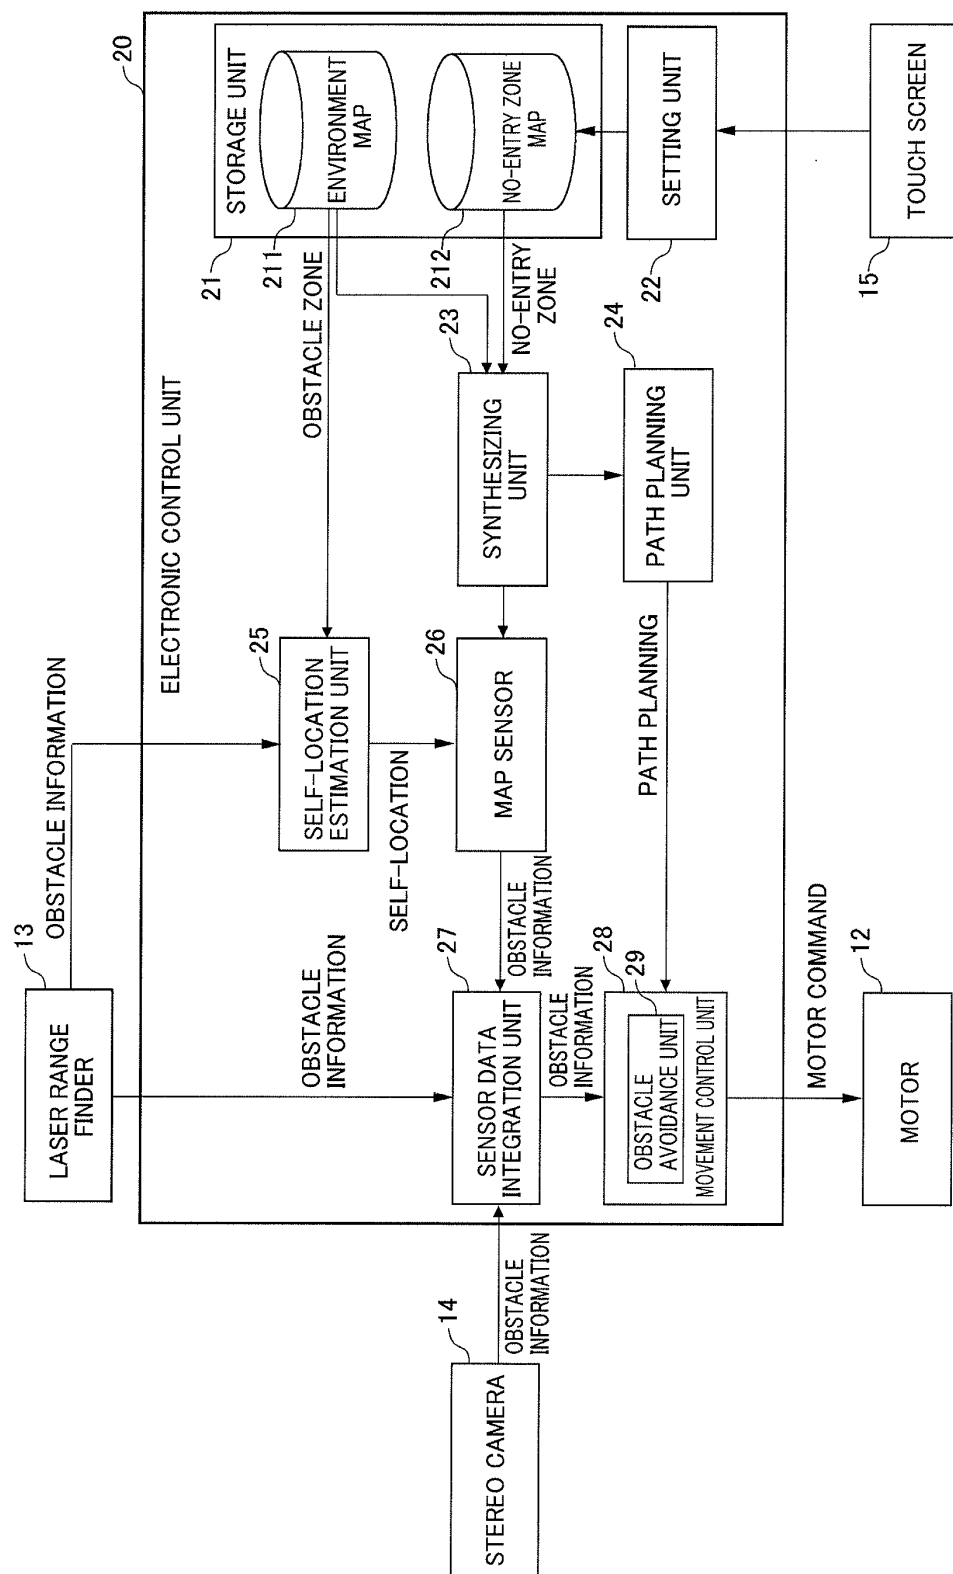 20
ELECTRONIC CONTROL UNIT
STORAGE UNIT
21
ENVIRONMENT
MAP
211
NO-ENTRY ZONE
MAP
212
SETTING UNIT
22
TOUCH SCREEN
15
OBSTACLE ZONE
NO-ENTRY
ZONE
23
SYNTHESIZING
UNIT
24
PATH PLANNING
UNIT
25
SELF-LOCATION
ESTIMATION UNIT
SELF-LOCATION
26
MAP SENSOR
PATH PLANNING
OBSTACLE INFORMATION
13
LASER RANGE
FINDER
OBSTACLE
INFORMATION
OBSTACLE
INFORMATION
27
SENSOR DATA
INTEGRATION UNIT
OBSTACLE
INFORMATION
28
29
OBSTACLE
AVOIDANCE UNIT
MOVEMENT CONTROL UNIT
MOTOR COMMAND
12
MOTOR
14
STEREO CAMERA
OBSTACLE
INFORMATION